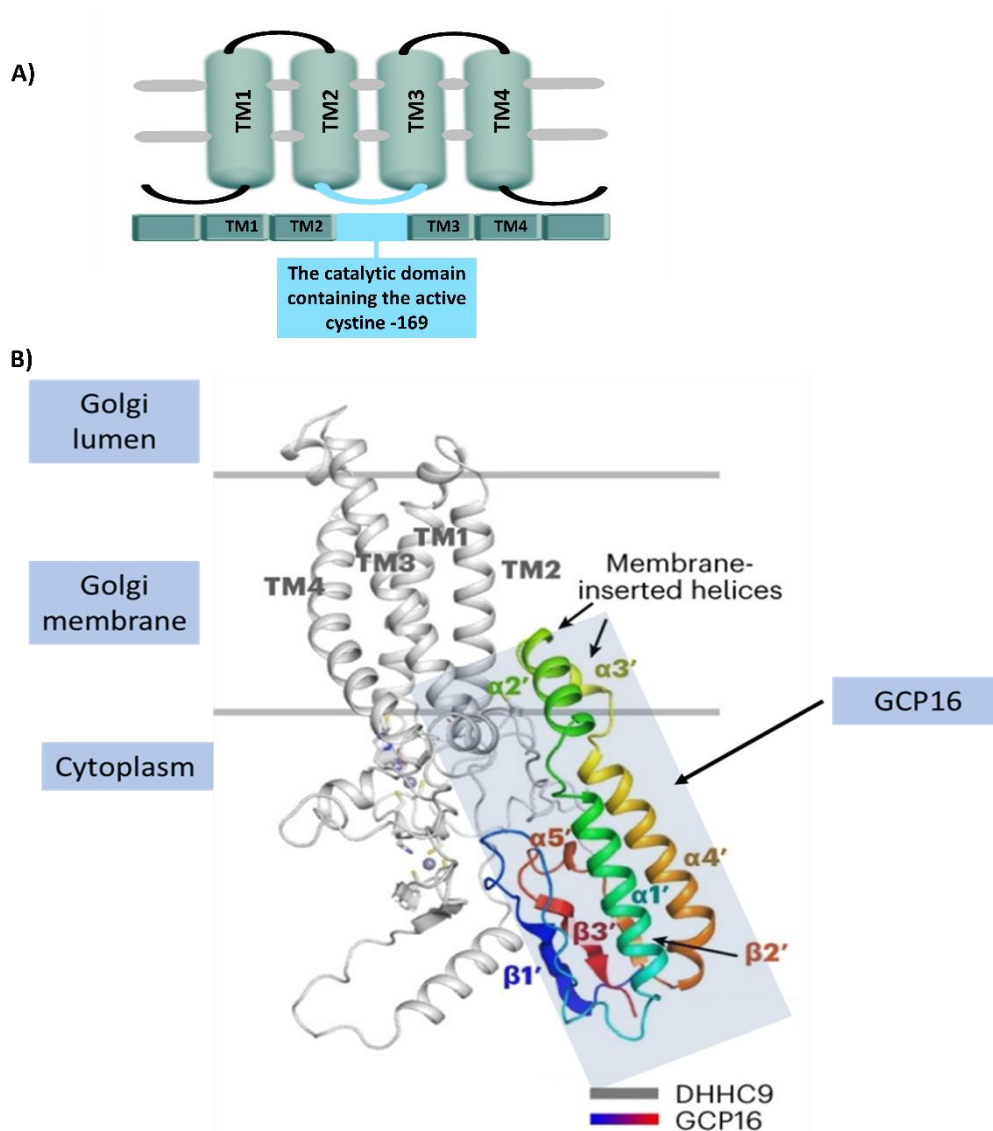 A)
TM1
TM2
TM3
TM4
TM1
TM2
TM3
TM4
The catalytic domain
containing the active
cystine -169
B)
Golgi
lumen
Golgi
membrane
Cytoplasm
TM1
TM3
TM4
TM2
Membrane-
inserted helices
α2'
α3'
GCP16
α5'
α4'
α1'
β3'
β2'
β1'
DHHC9
GCP16